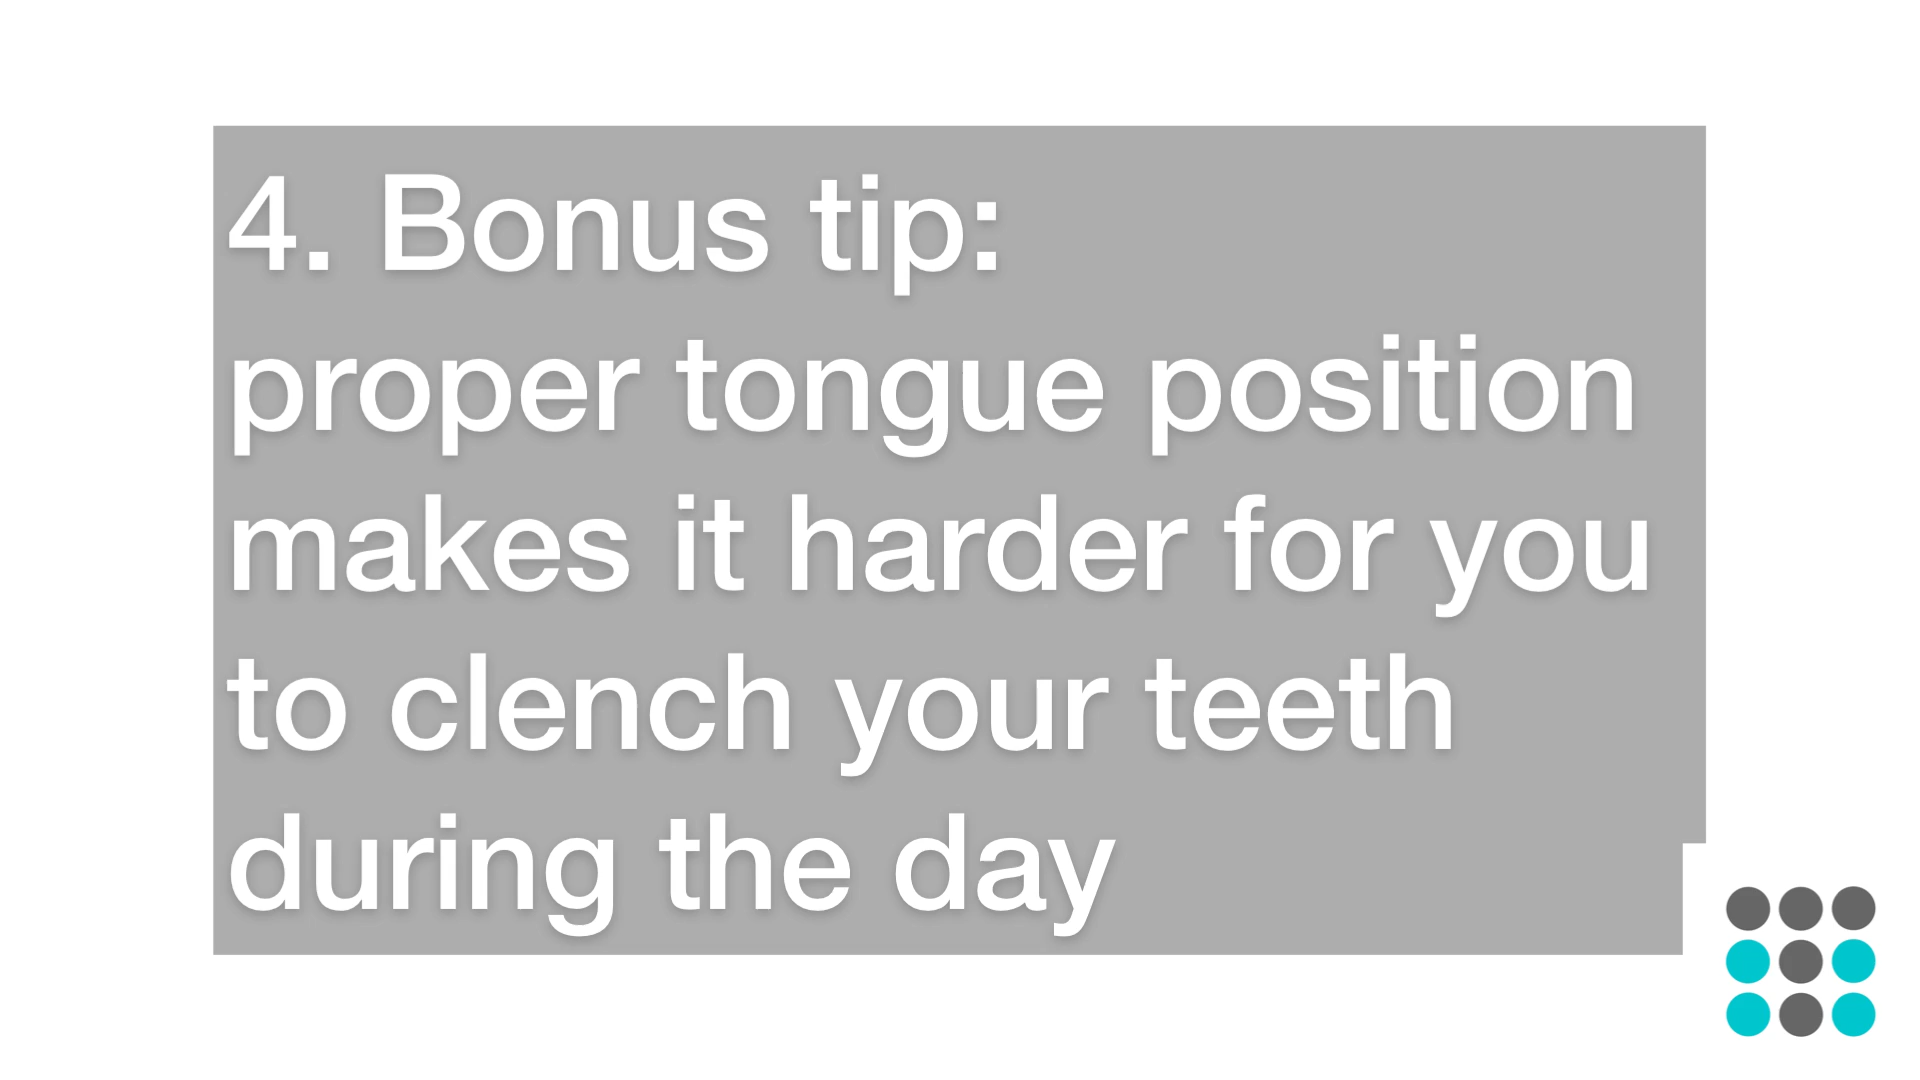 4. Bonus tip:
proper tongue position
makes it harder for you
to clench your teeth
during the day